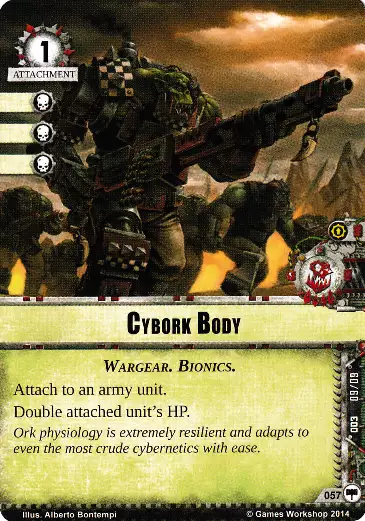 1
ATTACHMENT
CYBORK BODY
WARGEAR. BIONICS.
Attach to an army unit.
Double attached unit's HP.
Ork physiology is extremely resilient and adapts to
even the most crude cybernetics with ease.
003 09/09
057
Illus. Alberto Bontempi
© Games Workshop 2014